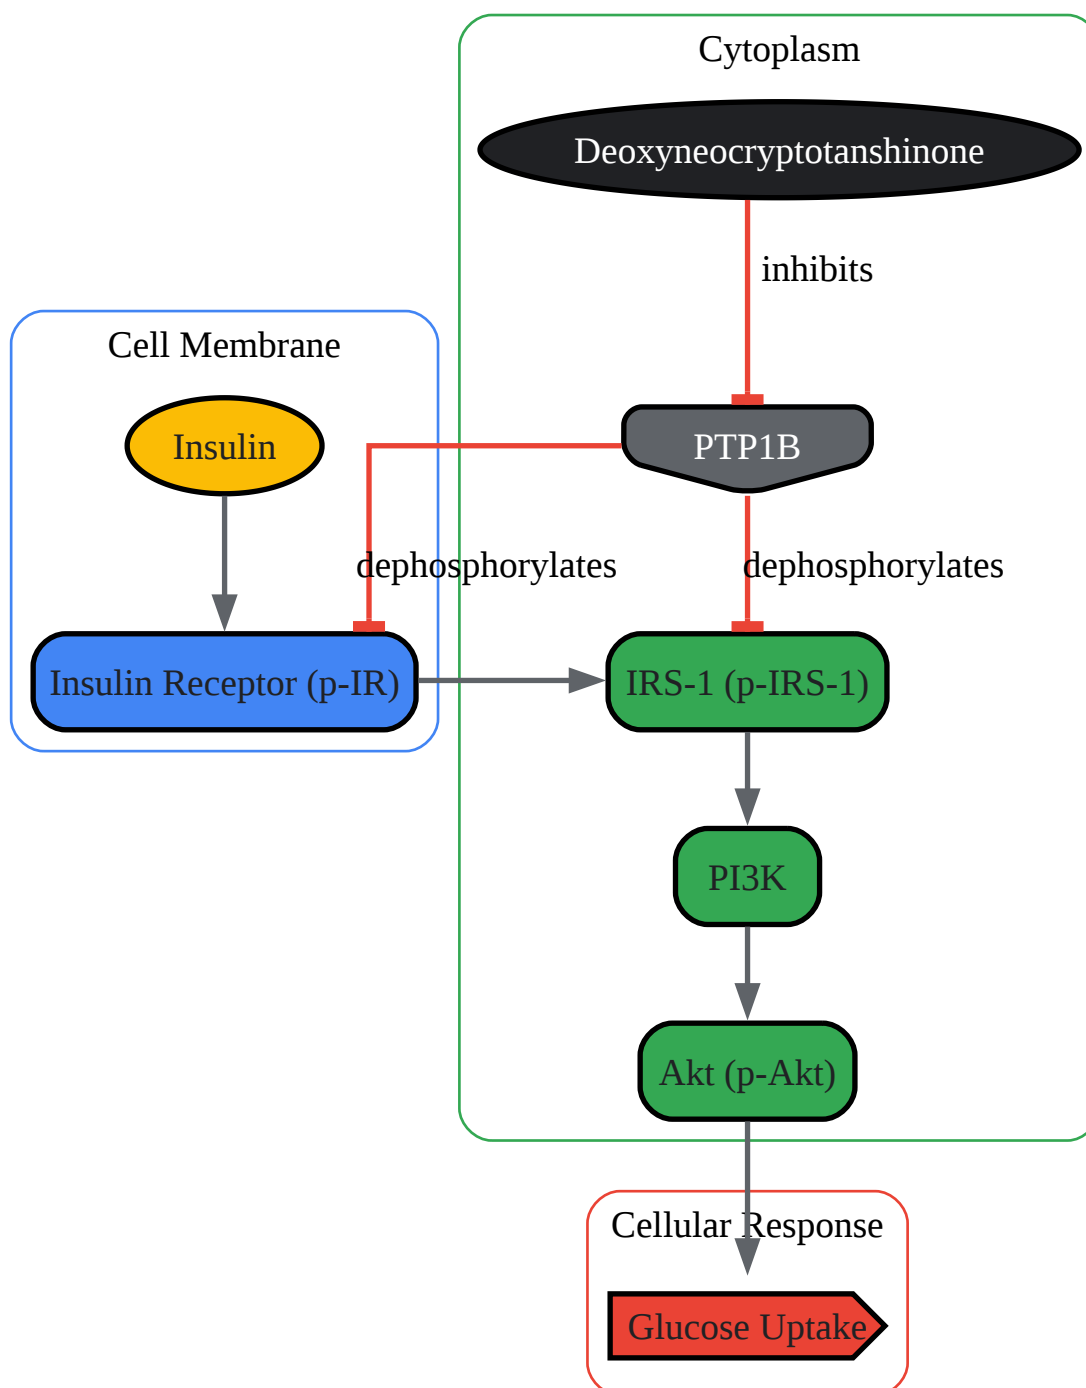 Cytoplasm
Deoxyneocryptotanshinone
inhibits
Cell Membrane
Insulin
PTP1B
dephosphorylates
dephosphorylates
Insulin Receptor (p-IR)
IRS-1 (p-IRS-1)
PI3K
Akt (p-Akt)
Cellular Response
Glucose Uptake